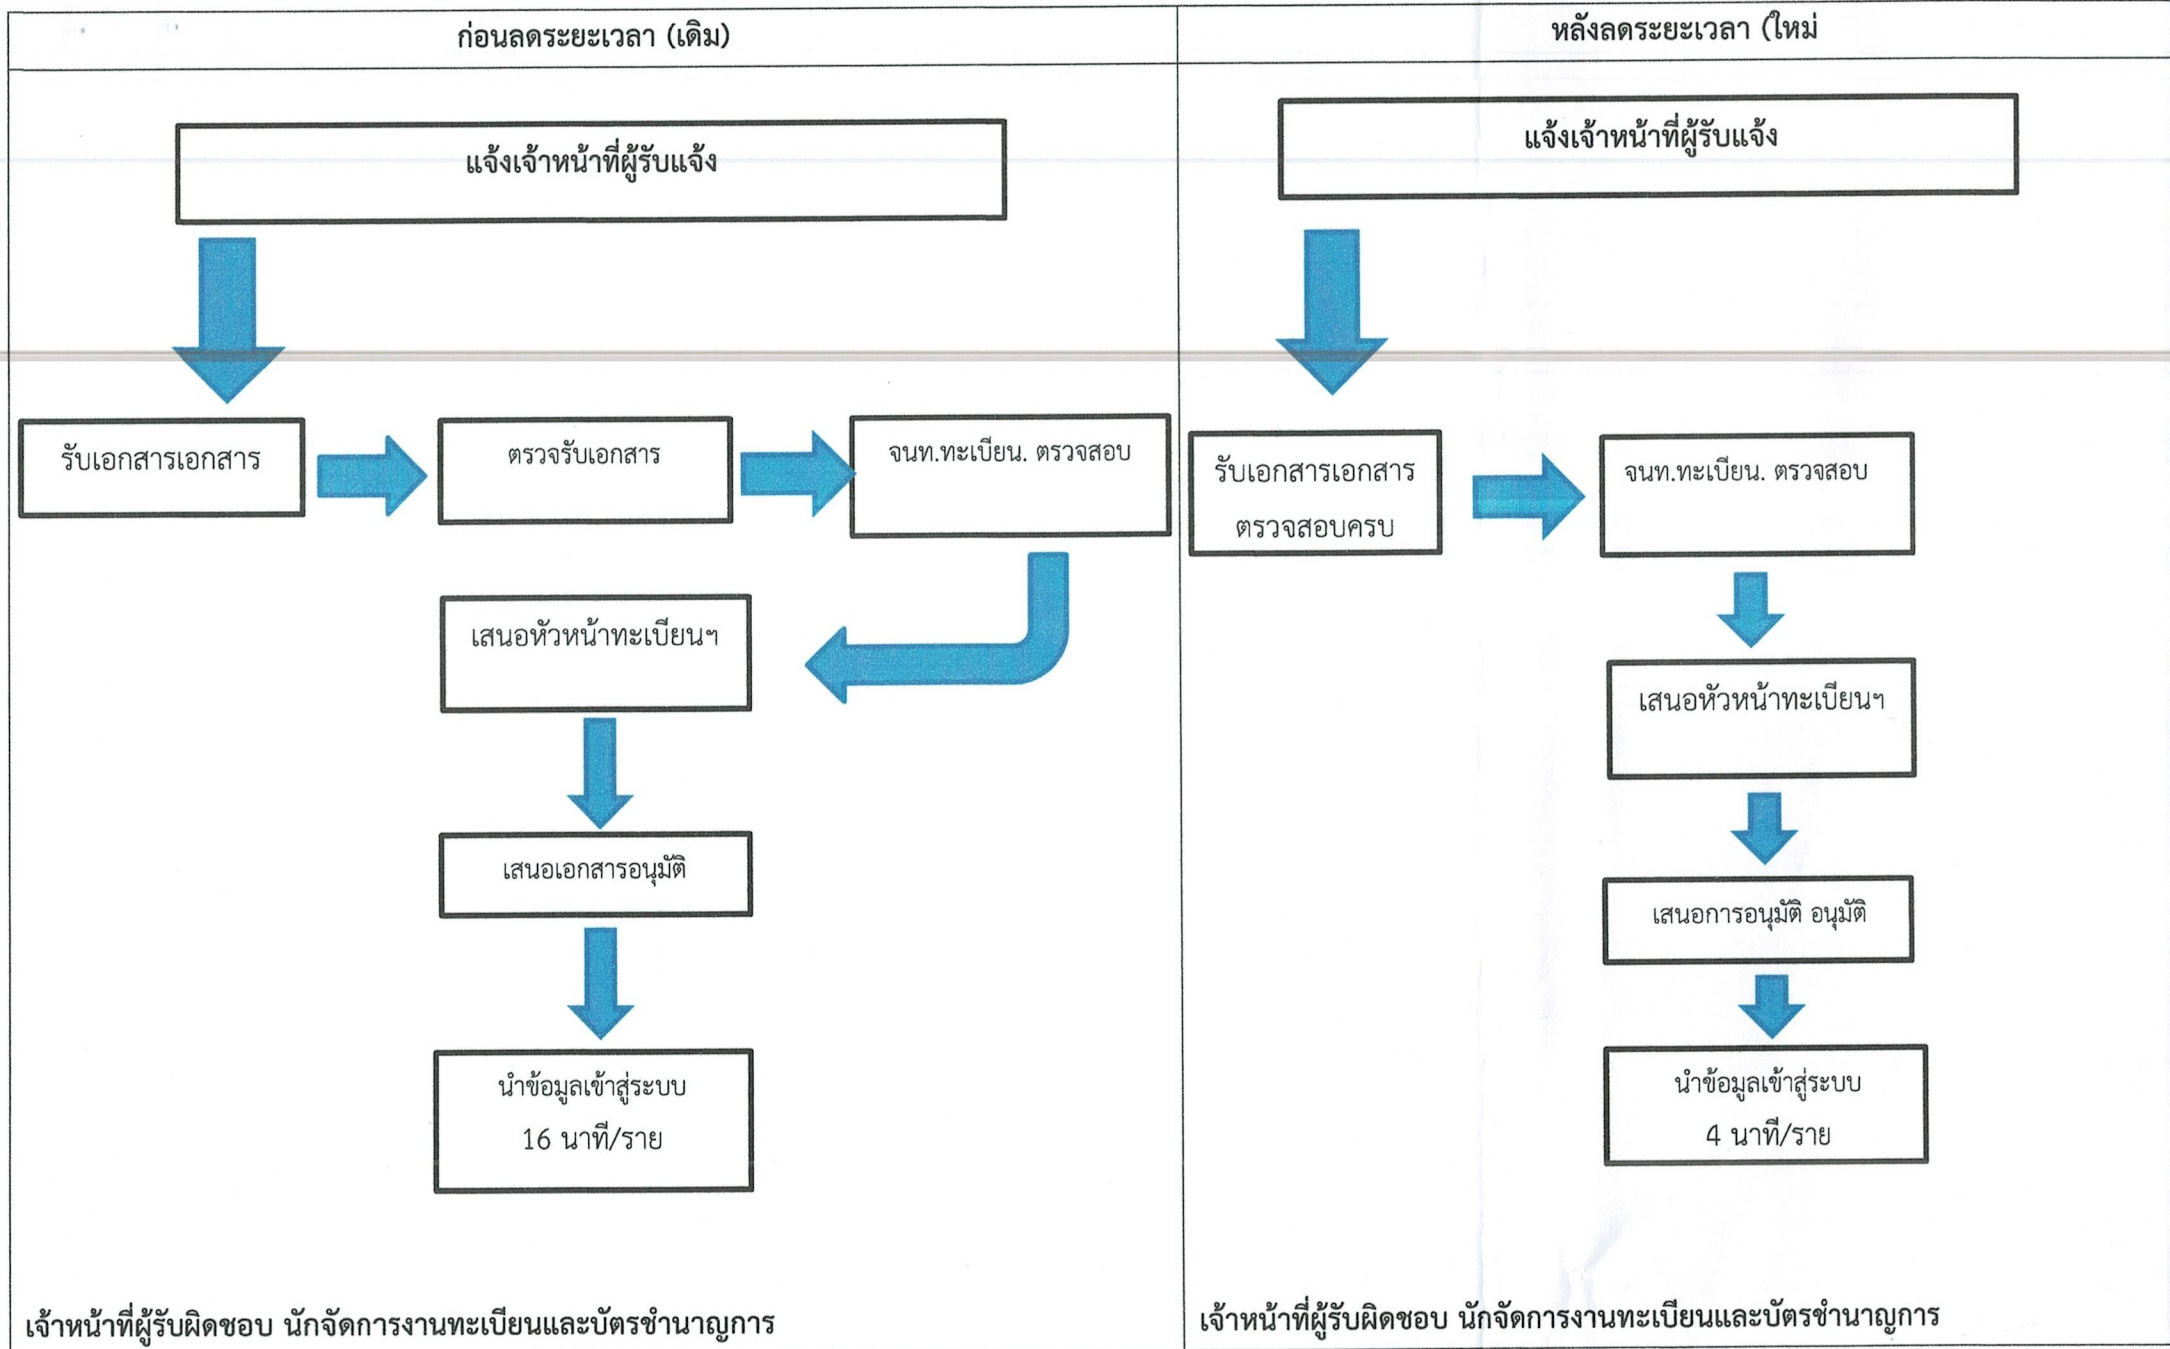 ก่อนลดระยะเวลา (เดิม)
แจ้งเจ้าหน้าที่ผู้รับแจ้ง
รับเอกสารเอกสาร
ตรวจรับเอกสาร
จนท.ทะเบียน. ตรวจสอบ
เสนอหัวหน้าทะเบียนฯ
เสนอเอกสารอนุมัติ
นำข้อมูลเข้าสู่ระบบ
16 นาที/ราย
เจ้าหน้าที่ผู้รับผิดชอบ นักจัดการงานทะเบียนและบัตรชำนาญการ
หลังลดระยะเวลา (ใหม่
แจ้งเจ้าหน้าที่ผู้รับแจ้ง
รับเอกสารเอกสาร
ตรวจสอบครบ
จนท.ทะเบียน. ตรวจสอบ
เสนอหัวหน้าทะเบียนฯ
เสนอการอนุมัติ อนุมัติ
นำข้อมูลเข้าสู่ระบบ
4 นาที/ราย
เจ้าหน้าที่ผู้รับผิดชอบ นักจัดการงานทะเบียนและบัตรชำนาญการ